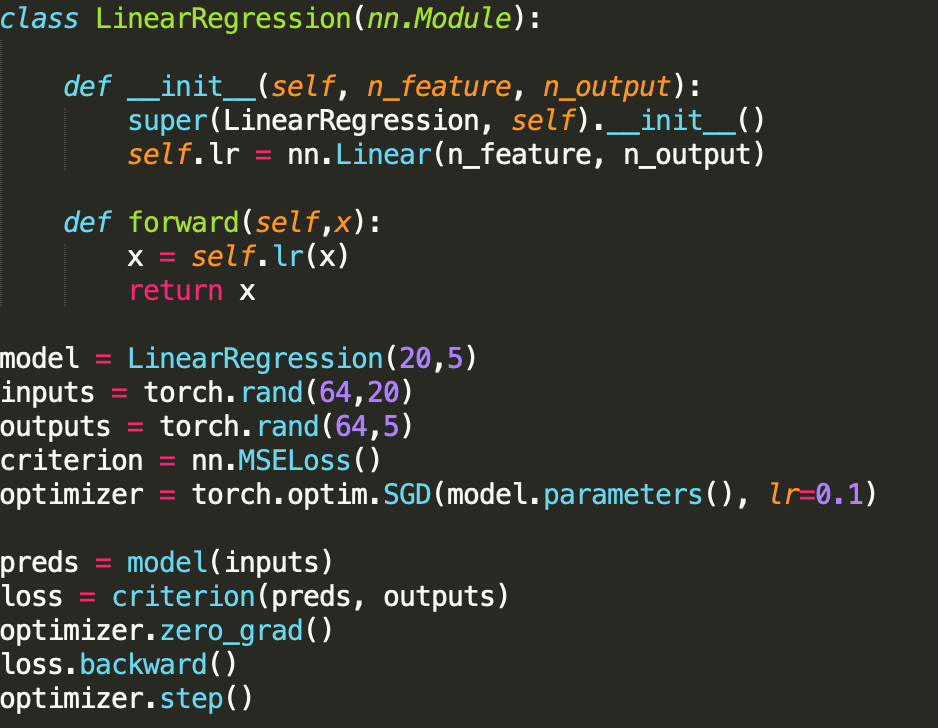 class LinearRegression(nn.Module):
    def __init__(self, n_feature, n_output):
        super(LinearRegression, self).__init__()
        self.lr = nn.Linear(n_feature, n_output)
    def forward(self,x):
        x = self.lr(x)
        return x
model = LinearRegression(20,5)
inputs = torch.rand(64,20)
outputs = torch.rand(64,5)
criterion = nn.MSELoss()
optimizer = torch.optim.SGD(model.parameters(), lr=0.1)
preds = model(inputs)
loss = criterion(preds, outputs)
optimizer.zero_grad()
loss.backward()
optimizer.step()